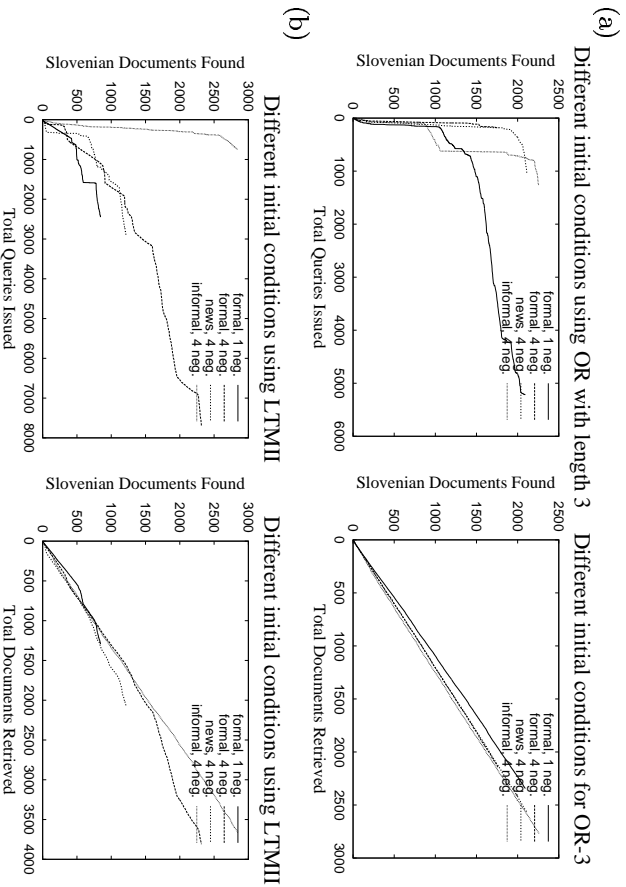 (a)
Different initial conditions using OR with length 3
Slovenian Documents Found
2500
2000
1500
1000
500
0
0
1000
2000
3000
4000
5000
6000
Total Queries Issued
formal, 1 neg.
formal, 4 neg.
news, 4 neg.
informal, 4 neg.
Different initial conditions for OR-3
Slovenian Documents Found
2500
2000
1500
1000
500
0
0
500
1000
1500
2000
2500
3000
Total Documents Retrieved
formal, 1 neg.
formal, 4 neg.
news, 4 neg.
informal, 4 neg.
(b)
Different initial conditions using LTMII
Slovenian Documents Found
3000
2500
2000
1500
1000
500
0
0
1000
2000
3000
4000
5000
6000
7000
8000
Total Queries Issued
formal, 1 neg.
formal, 4 neg.
news, 4 neg.
informal, 4 neg.
Different initial conditions using LTMII
Slovenian Documents Found
3000
2500
2000
1500
1000
500
0
0
500
1000
1500
2000
2500
3000
3500
4000
Total Documents Retrieved
formal, 1 neg.
formal, 4 neg.
news, 4 neg.
informal, 4 neg.